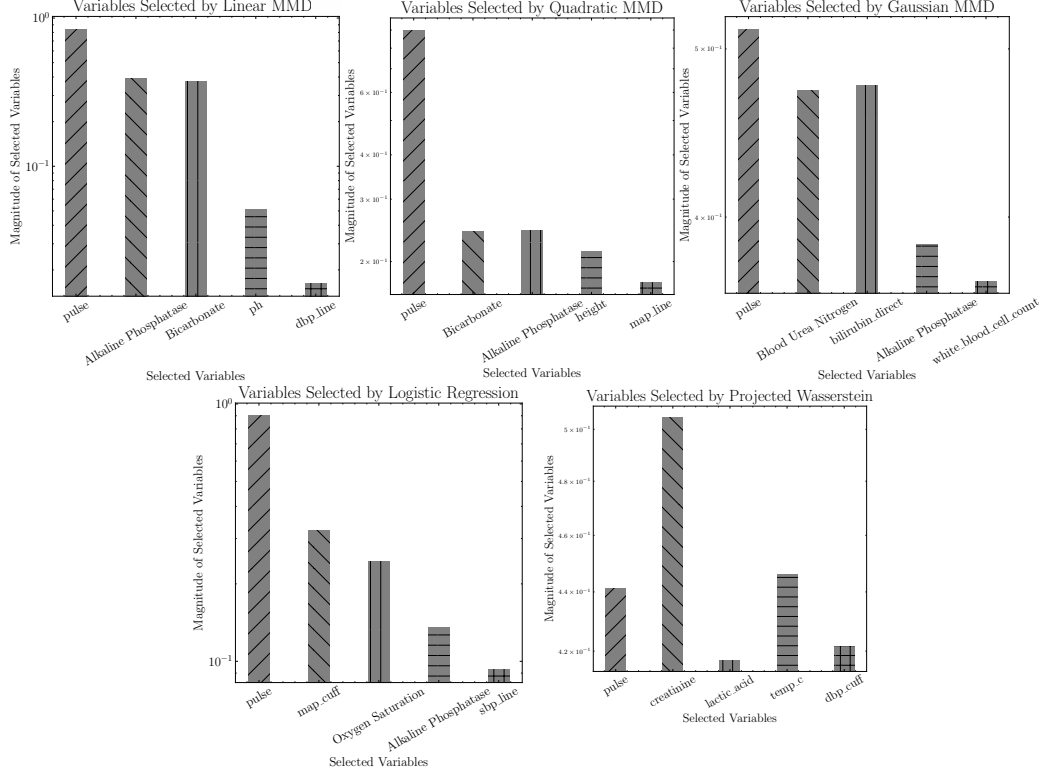 Variables Selected by Linear MMD
Magnitude of Selected Variables
10⁰
10⁻¹
pulse
Alkaline Phosphatase
Bicarbonate
ph
dbp_line
Selected Variables
Variables Selected by Quadratic MMD
Magnitude of Selected Variables
6 × 10⁻¹
4 × 10⁻¹
3 × 10⁻¹
2 × 10⁻¹
pulse
Bicarbonate
Alkaline Phosphatase
height
map_line
Selected Variables
Variables Selected by Gaussian MMD
Magnitude of Selected Variables
5 × 10⁻¹
4 × 10⁻¹
pulse
Blood Urea Nitrogen
bilirubin_direct
Alkaline Phosphatase
white_blood_cell_count
Selected Variables
Variables Selected by Logistic Regression
Magnitude of Selected Variables
10⁰
10⁻¹
pulse
map_cuff
Oxygen Saturation
Alkaline Phosphatase
sbp_line
Selected Variables
Variables Selected by Projected Wasserstein
Magnitude of Selected Variables
5 × 10⁻¹
4.8 × 10⁻¹
4.6 × 10⁻¹
4.4 × 10⁻¹
4.2 × 10⁻¹
pulse
creatinine
lactic_acid
temp_c
dbp_cuff
Selected Variables